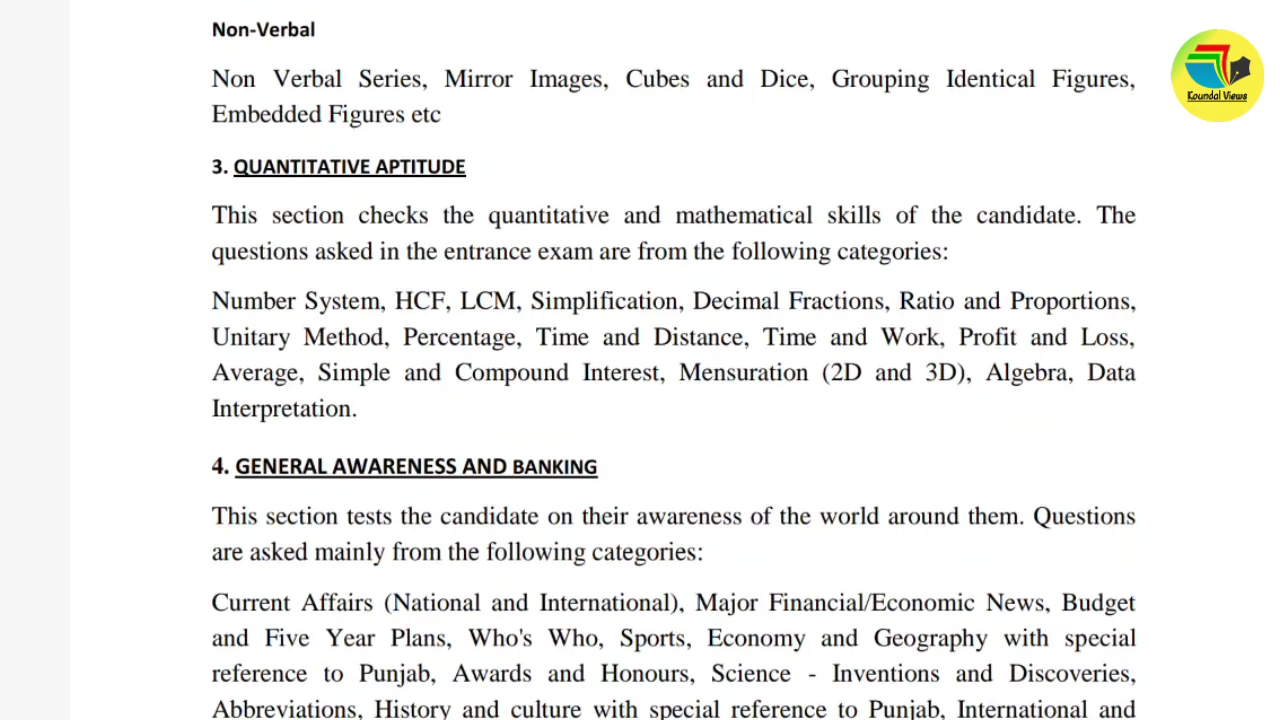 Non-Verbal
Non Verbal Series, Mirror Images, Cubes and Dice, Grouping Identical Figures,
Embedded Figures etc
3. QUANTITATIVE APTITUDE
This section checks the quantitative and mathematical skills of the candidate. The
questions asked in the entrance exam are from the following categories:
Number System, HCF, LCM, Simplification, Decimal Fractions, Ratio and Proportions,
Unitary Method, Percentage, Time and Distance, Time and Work, Profit and Loss,
Average, Simple and Compound Interest, Mensuration (2D and 3D), Algebra, Data
Interpretation.
4. GENERAL AWARENESS AND BANKING
This section tests the candidate on their awareness of the world around them. Questions
are asked mainly from the following categories:
Current Affairs (National and International), Major Financial/Economic News, Budget
and Five Year Plans, Who's Who, Sports, Economy and Geography with special
reference to Punjab, Awards and Honours, Science - Inventions and Discoveries,
Abbreviations, History and culture with special reference to Punjab, International and
Koundal Views